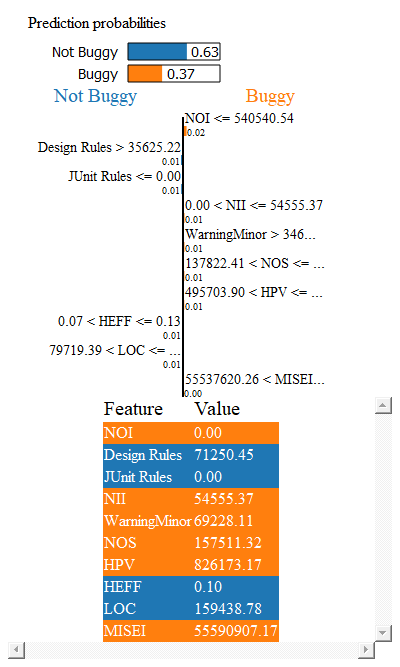 Prediction probabilities
Not Buggy 0.63
Buggy 0.37
Not Buggy Buggy
NOI <= 540540.54
0.02
Design Rules > 35625.22
0.01
JUnit Rules <= 0.00
0.01
0.00 < NII <= 54555.37
0.01
WarningMinor > 346...
0.01
137822.41 < NOS <= ...
0.01
495703.90 < HPV <= ...
0.01
0.07 < HEFF <= 0.13
0.01
79719.39 < LOC <= ...
0.01
55537620.26 < MISEI...
0.00
Feature Value
NOI 0.00
Design Rules 71250.45
JUnit Rules 0.00
NII 54555.37
WarningMinor 69228.11
NOS 157511.32
HPV 826173.17
HEFF 0.10
LOC 159438.78
MISEI 55590907.17